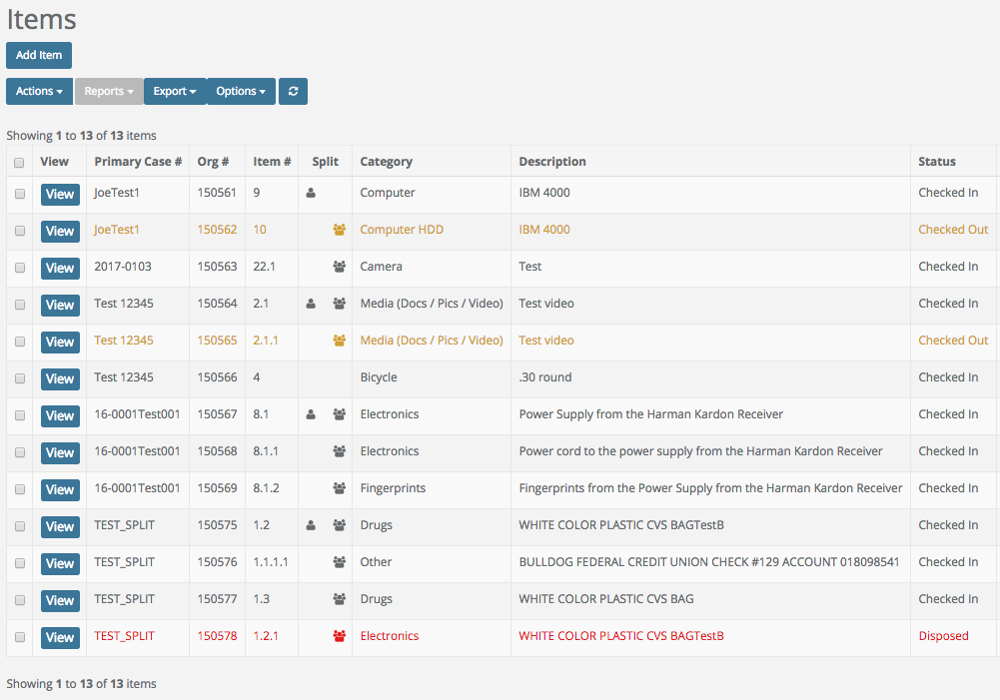 Items
Add Item
Actions Reports Export Options
Showing 1 to 13 of 13 items
View Primary Case # Org # Item # Split Category Description Status
View JoeTest1 150561 9 Computer IBM 4000 Checked In
View JoeTest1 150562 10 Computer HDD IBM 4000 Checked Out
View 2017-0103 150563 22.1 Camera Test Checked In
View Test 12345 150564 2.1 Media (Docs / Pics / Video) Test video Checked In
View Test 12345 150565 2.1.1 Media (Docs / Pics / Video) Test video Checked Out
View Test 12345 150566 4 Bicycle .30 round Checked In
View 16-0001Test001 150567 8.1 Electronics Power Supply from the Harman Kardon Receiver Checked In
View 16-0001Test001 150568 8.1.1 Electronics Power cord to the power supply from the Harman Kardon Receiver Checked In
View 16-0001Test001 150569 8.1.2 Fingerprints Fingerprints from the Power Supply from the Harman Kardon Receiver Checked In
View TEST_SPLIT 150575 1.2 Drugs WHITE COLOR PLASTIC CVS BAGTestB Checked In
View TEST_SPLIT 150576 1.1.1.1 Other BULLDOG FEDERAL CREDIT UNION CHECK #129 ACCOUNT 018098541 Checked In
View TEST_SPLIT 150577 1.3 Drugs WHITE COLOR PLASTIC CVS BAG Checked In
View TEST_SPLIT 150578 1.2.1 Electronics WHITE COLOR PLASTIC CVS BAGTestB Disposed
Showing 1 to 13 of 13 items